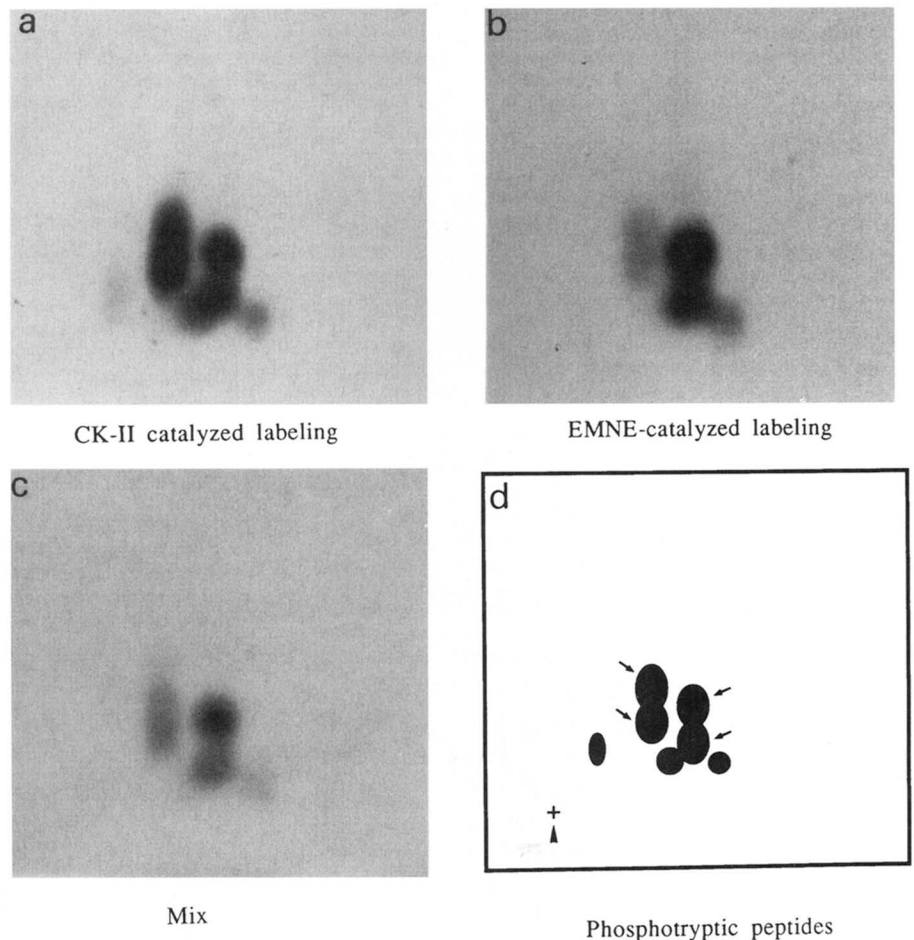 a
b
CK-II catalyzed labeling
EMNE-catalyzed labeling
c
d
+
Mix
Phosphotryptic peptides